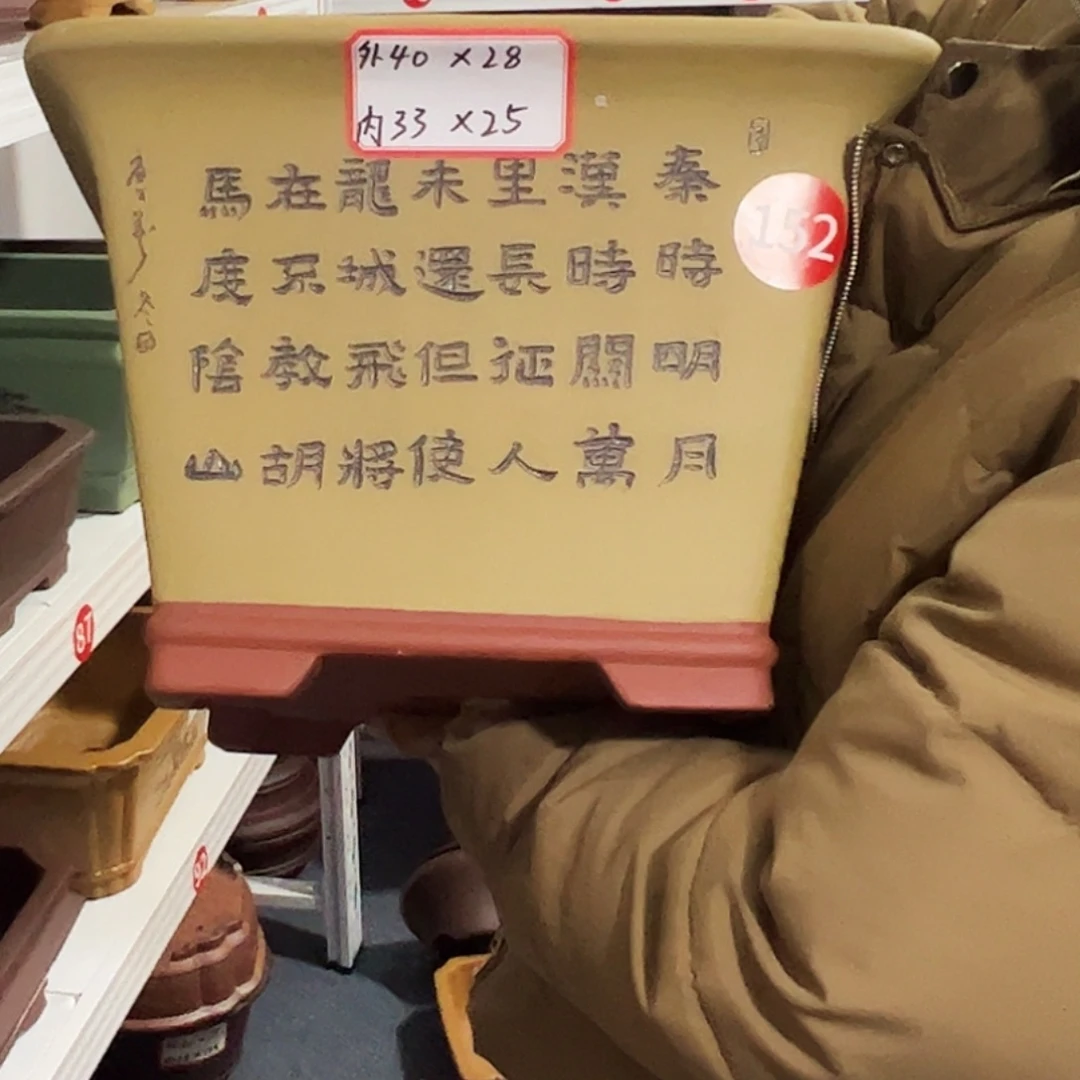 外40 ×28
内33 ×25
秦時明月
漢時關萬
里長征人
未還但使
龍城飛將
在不教胡
馬度陰山
152
87